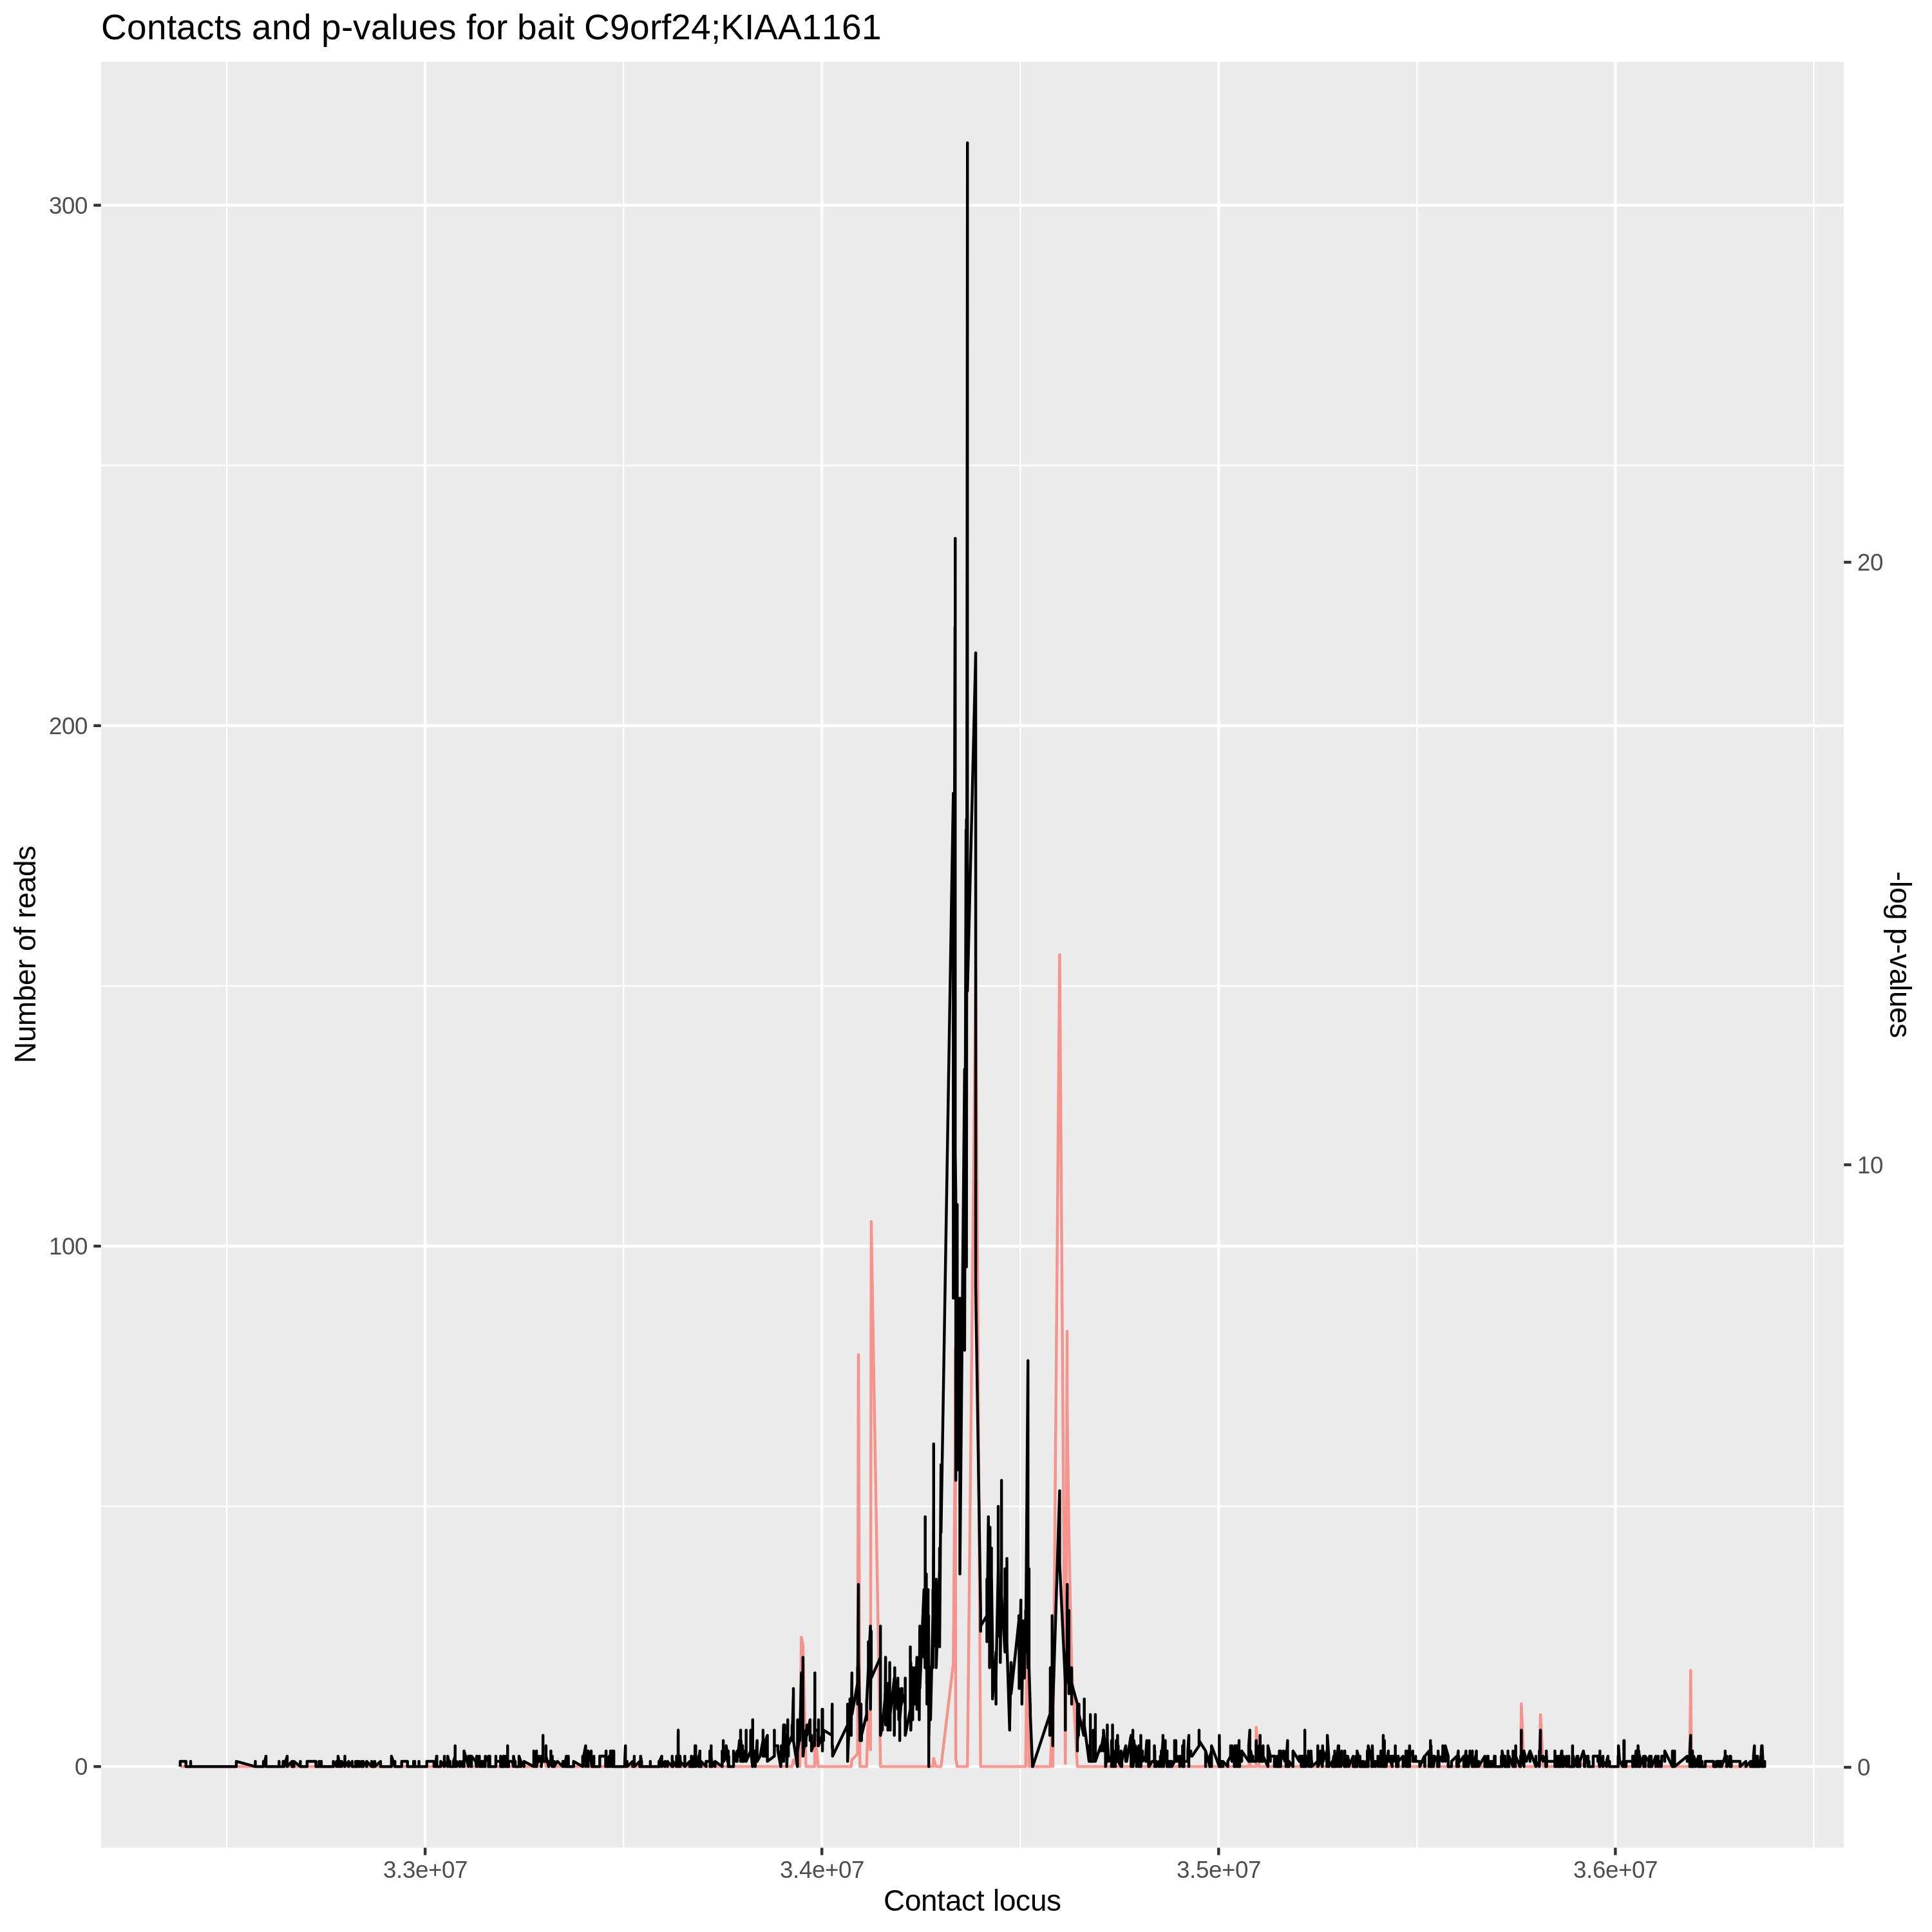 Contacts and p-values for bait C9orf24;KIAA1161
300
200
100
0
Number of reads
20
10
0
-log p-values
3.3e+07 3.4e+07 3.5e+07 3.6e+07
Contact locus